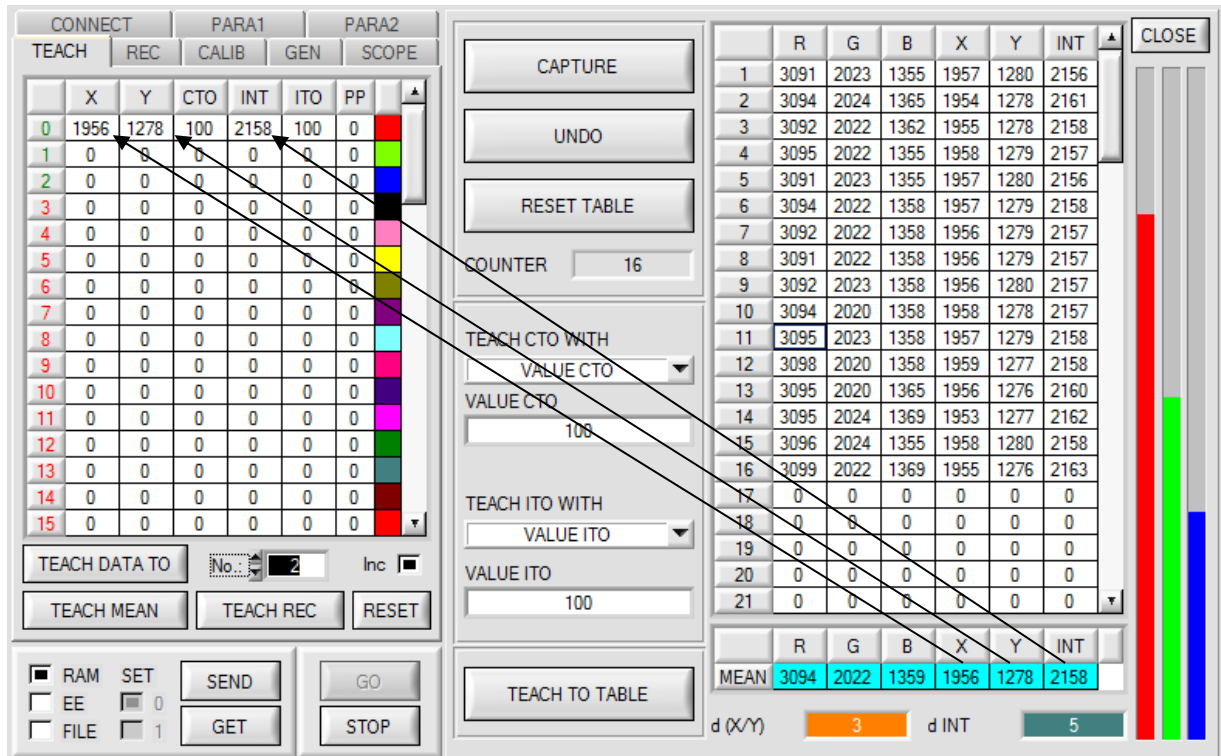 CONNECT PARA1 PARA2
TEACH REC CALIB GEN SCOPE
X Y CTO INT ITO PP
0 1956 1278 100 2158 100 0
1 0 0 0 0 0 0
2 0 0 0 0 0 0
3 0 0 0 0 0 0
4 0 0 0 0 0 0
5 0 0 0 0 0 0
6 0 0 0 0 0 0
7 0 0 0 0 0 0
8 0 0 0 0 0 0
9 0 0 0 0 0 0
10 0 0 0 0 0 0
11 0 0 0 0 0 0
12 0 0 0 0 0 0
13 0 0 0 0 0 0
14 0 0 0 0 0 0
15 0 0 0 0 0 0
TEACH DATA TO No.: 2 Inc
TEACH MEAN TEACH REC RESET
RAM SET
EE 0
FILE 1
SEND
GET
GO
STOP
CAPTURE
UNDO
RESET TABLE
COUNTER 16
TEACH CTO WITH
VALUE CTO
VALUE CTO
100
TEACH ITO WITH
VALUE ITO
VALUE ITO
100
TEACH TO TABLE
R G B X Y INT
1 3091 2023 1355 1957 1280 2156
2 3094 2024 1365 1954 1278 2161
3 3092 2022 1362 1955 1278 2158
4 3095 2022 1355 1958 1279 2157
5 3091 2023 1355 1957 1280 2156
6 3094 2022 1358 1957 1279 2158
7 3092 2022 1358 1956 1279 2157
8 3091 2022 1358 1956 1279 2157
9 3092 2023 1358 1956 1280 2157
10 3094 2020 1358 1958 1278 2157
11 3095 2023 1358 1957 1279 2158
12 3098 2020 1358 1959 1277 2158
13 3095 2020 1365 1956 1276 2160
14 3095 2024 1369 1953 1277 2162
15 3096 2024 1355 1958 1280 2158
16 3099 2022 1369 1955 1276 2163
17 0 0 0 0 0 0
18 0 0 0 0 0 0
19 0 0 0 0 0 0
20 0 0 0 0 0 0
21 0 0 0 0 0 0
R G B X Y INT
MEAN 3094 2022 1359 1956 1278 2158
d (X/Y) 3 d INT 5
CLOSE